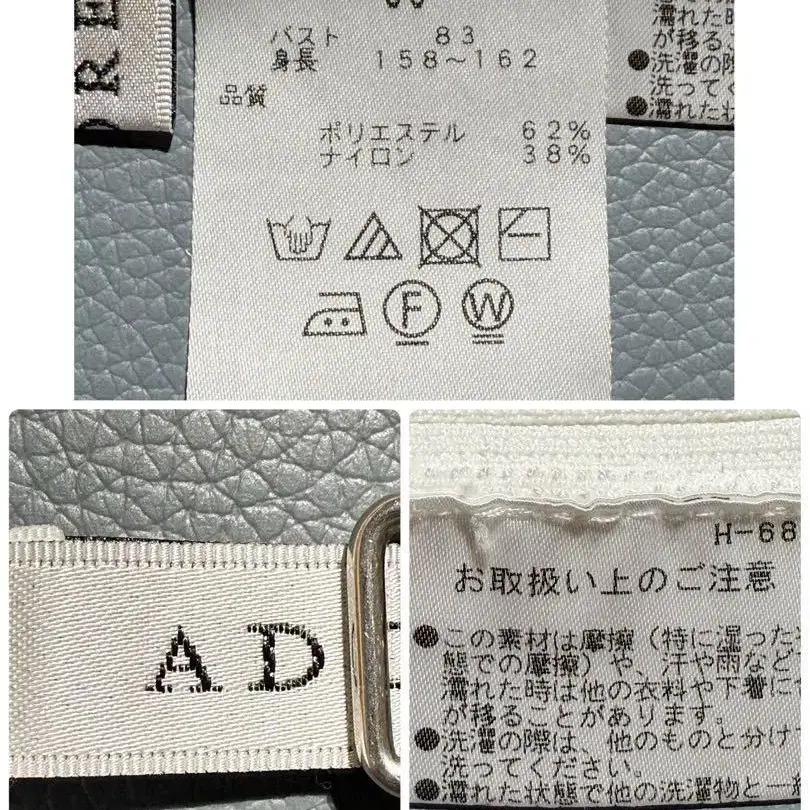 ORE
バスト 83
身長 158~162
品質
ポリエステル 62%
ナイロン 38%
F
W
濡れた時
が移る
●洗濯の際
洗ってく
●濡れた状
AD
H-68
お取扱い上のご注意
●この素材は摩擦(特に湿った
態での摩擦)や、汗や雨など
濡れた時は他の衣料や下着に
が移ることがあります。
●洗濯の際は、他のものと分け
洗ってください。
●濡れた状態で他の洗濯物と一